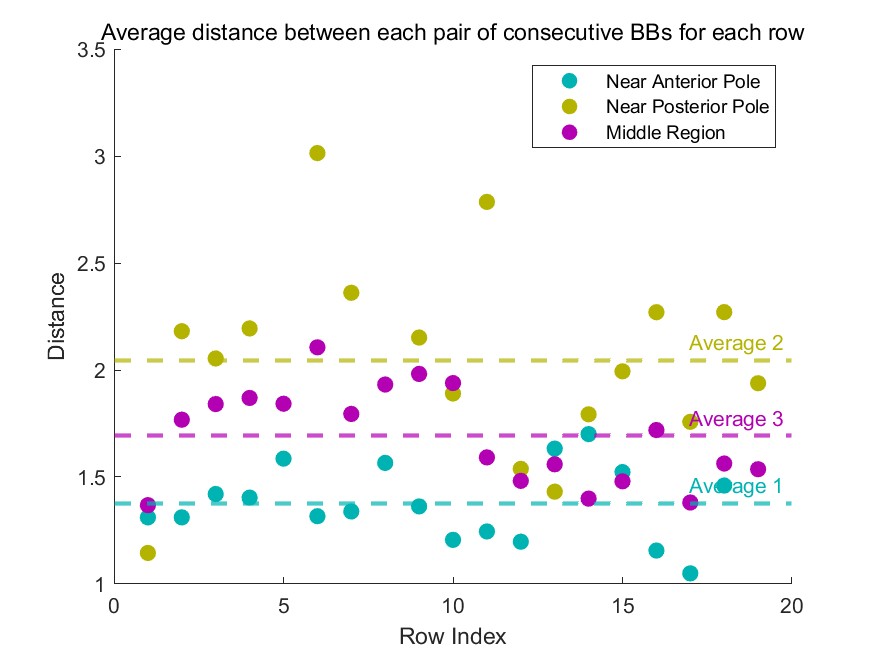 Average distance between each pair of consecutive BBs for each row
3.5
3
2.5
2
1.5
1
Distance
Near Anterior Pole
Near Posterior Pole
Middle Region
Average 2
Average 3
Average 1
0
5
10
15
20
Row Index